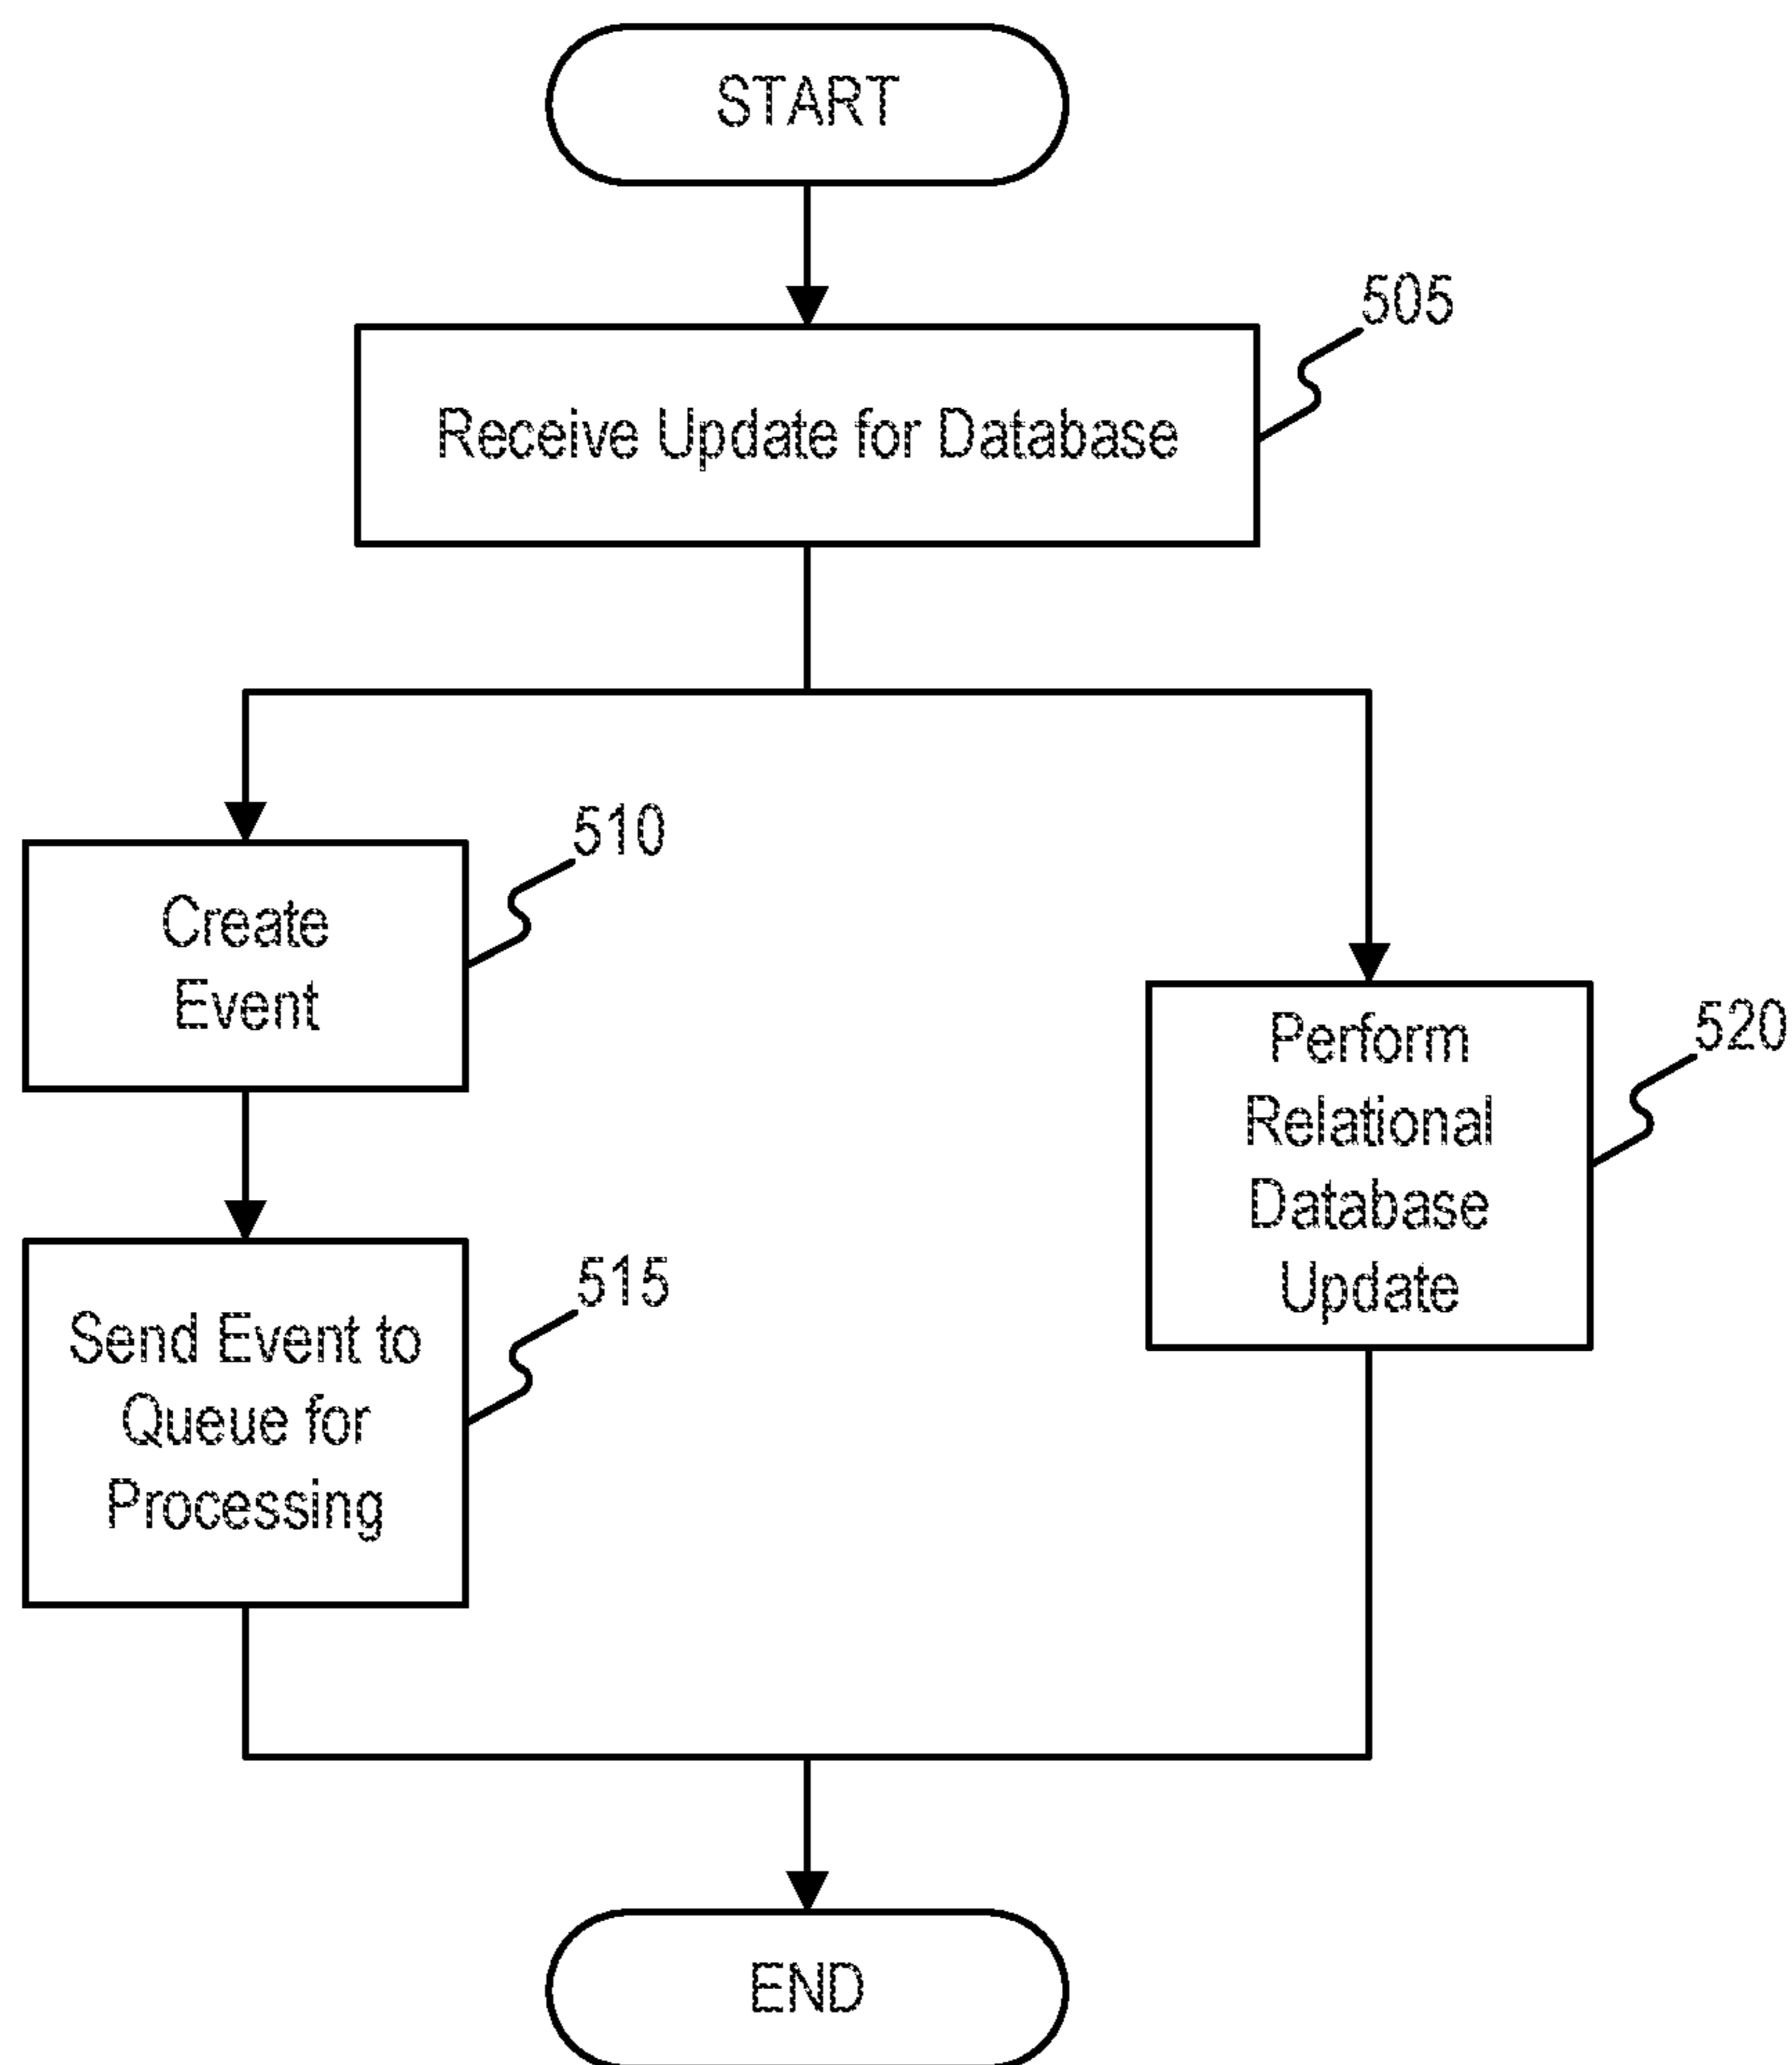 START
505
Receive Update for Database
510
Create
Event
520
Perform
Relational
Database
Update
515
Send Event to
Queue for
Processing
END